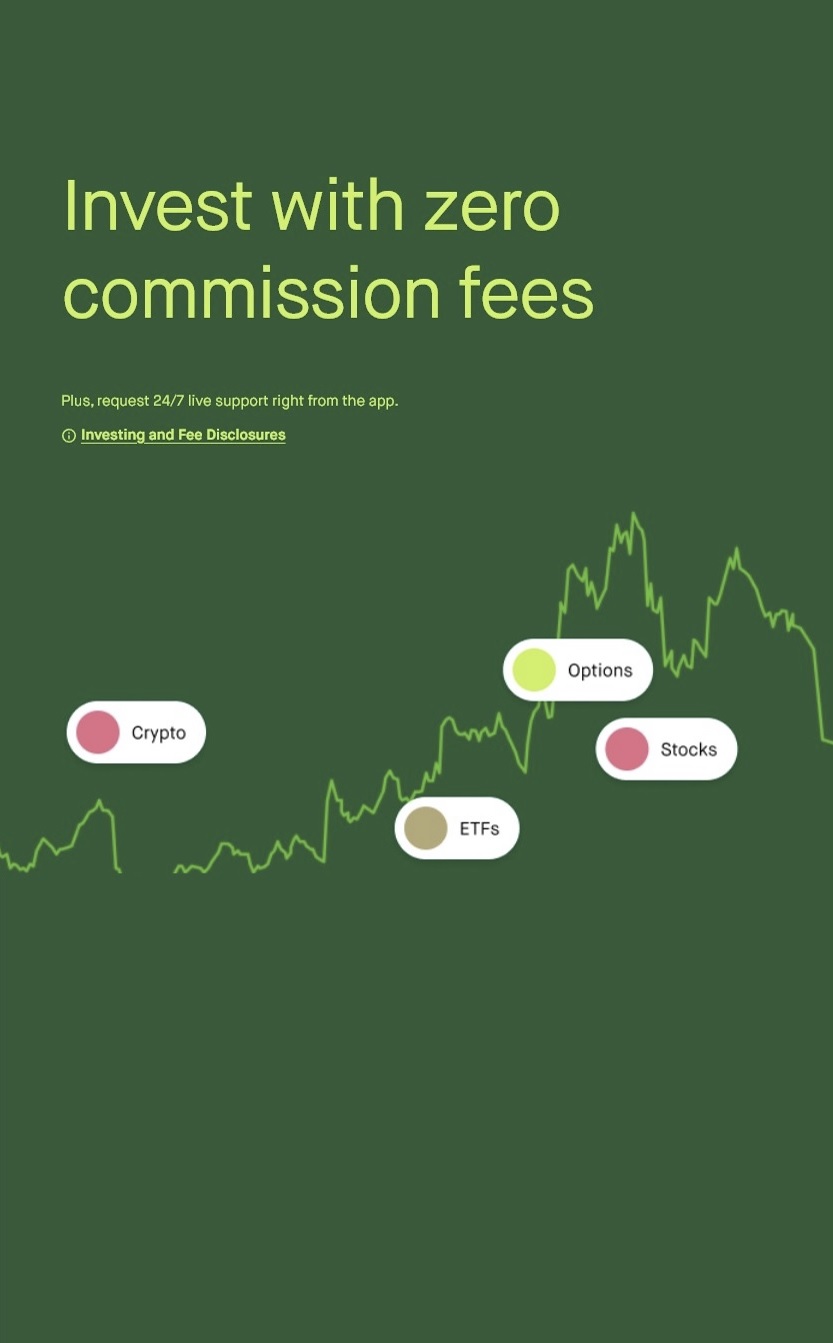 Invest with zero
commission fees
Plus, request 24/7 live support right from the app.
Investing and Fee Disclosures
Options
Crypto
Stocks
ETFs